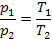 p₁/p₂ = T₁/T₂